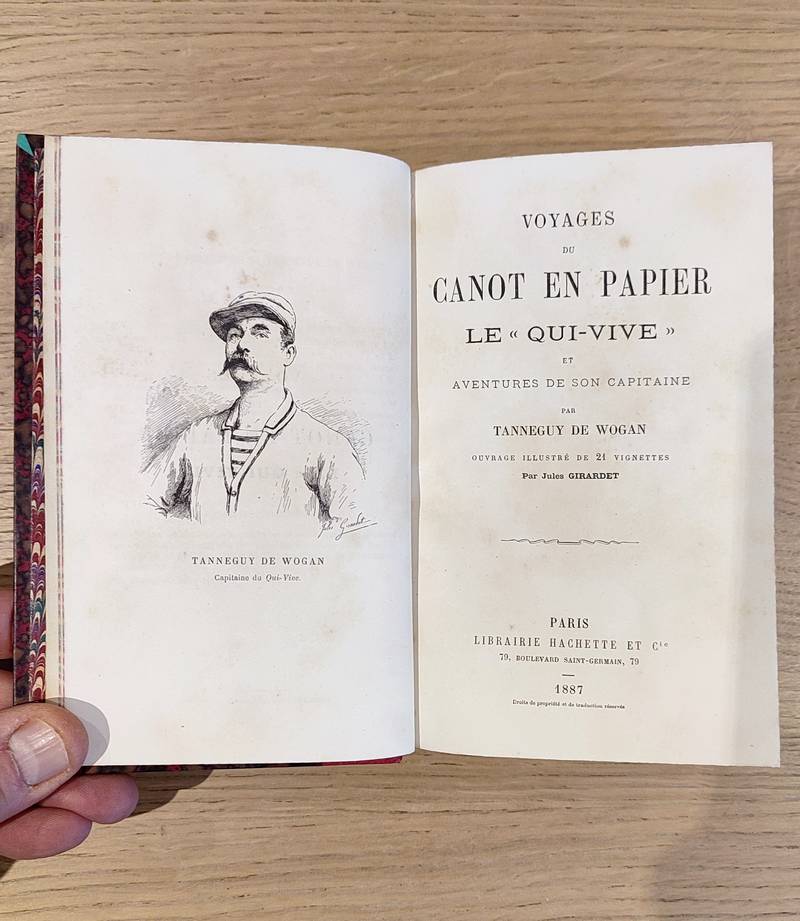 Jules Girardet
TANNEGUY DE WOGAN
Capitaine du Qui-Vive.
VOYAGES
DU
CANOT EN PAPIER
LE « QUI-VIVE »
ET
AVENTURES DE SON CAPITAINE
PAR
TANNEGUY DE WOGAN
OUVRAGE ILLUSTRÉ DE 21 VIGNETTES
Par Jules GIRARDET
PARIS
LIBRAIRIE HACHETTE ET Cie
79, BOULEVARD SAINT-GERMAIN, 79
1887
Droits de propriété et de traduction réservés